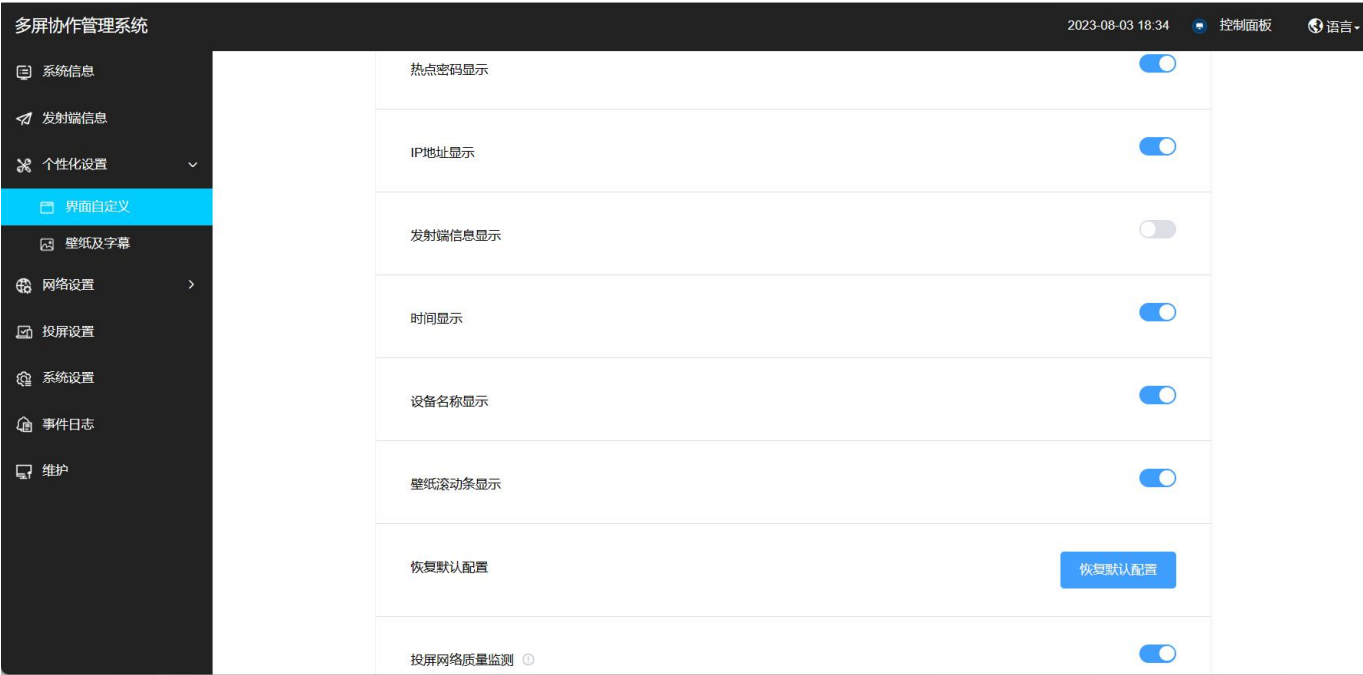 多屏协作管理系统
2023-08-03 18:34 控制面板 语言
系统信息
发射端信息
个性化设置
界面自定义
壁纸及字幕
网络设置
投屏设置
系统设置
事件日志
维护
热点密码显示
IP地址显示
发射端信息显示
时间显示
设备名称显示
壁纸滚动条显示
恢复默认配置 恢复默认配置
投屏网络质量监测